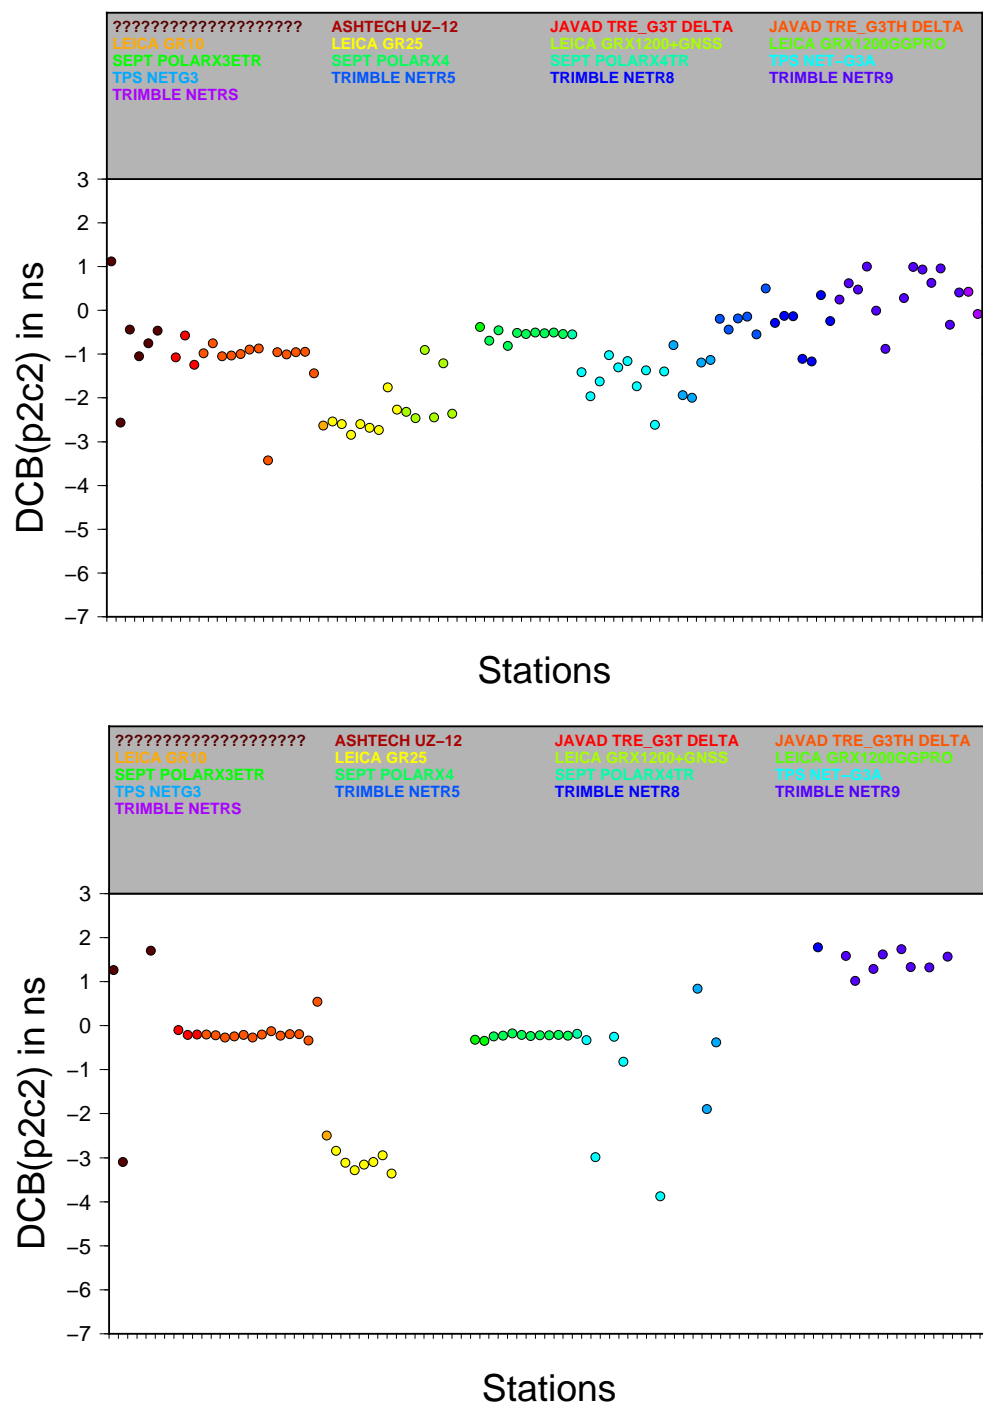 ???????????????????? ASHTECH UZ–12 JAVAD TRE_G3T DELTA JAVAD TRE_G3TH DELTA
LEICA GR10 LEICA GR25 LEICA GRX1200+GNSS LEICA GRX1200GGPRO
SEPT POLARX3ETR SEPT POLARX4 SEPT POLARX4TR TPS NET–G3A
TPS NETG3 TRIMBLE NETR5 TRIMBLE NETR8 TRIMBLE NETR9
TRIMBLE NETRS
3
2
1
0
–1
–2
–3
–4
–5
–6
–7
DCB(p2c2) in ns
Stations
???????????????????? ASHTECH UZ–12 JAVAD TRE_G3T DELTA JAVAD TRE_G3TH DELTA
LEICA GR10 LEICA GR25 LEICA GRX1200+GNSS LEICA GRX1200GGPRO
SEPT POLARX3ETR SEPT POLARX4 SEPT POLARX4TR TPS NET–G3A
TPS NETG3 TRIMBLE NETR5 TRIMBLE NETR8 TRIMBLE NETR9
TRIMBLE NETRS
3
2
1
0
–1
–2
–3
–4
–5
–6
–7
DCB(p2c2) in ns
Stations